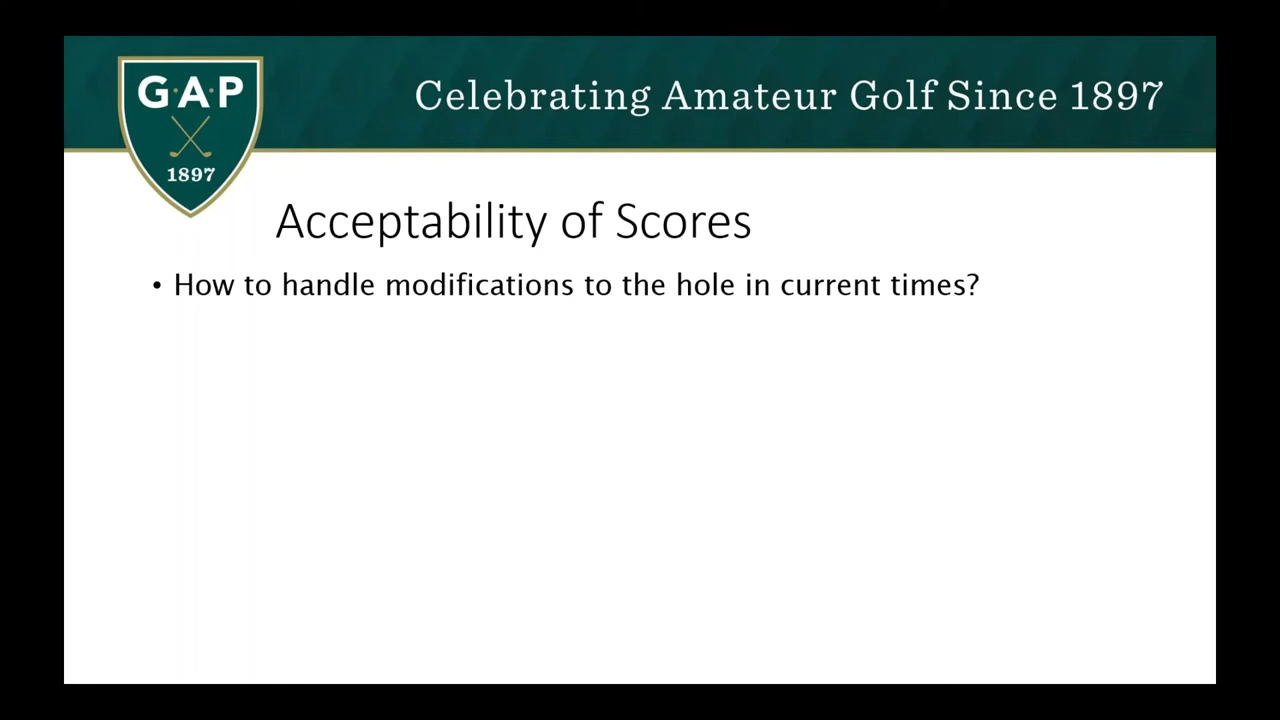 G·A·P
1897
Celebrating Amateur Golf Since 1897
Acceptability of Scores
• How to handle modifications to the hole in current times?